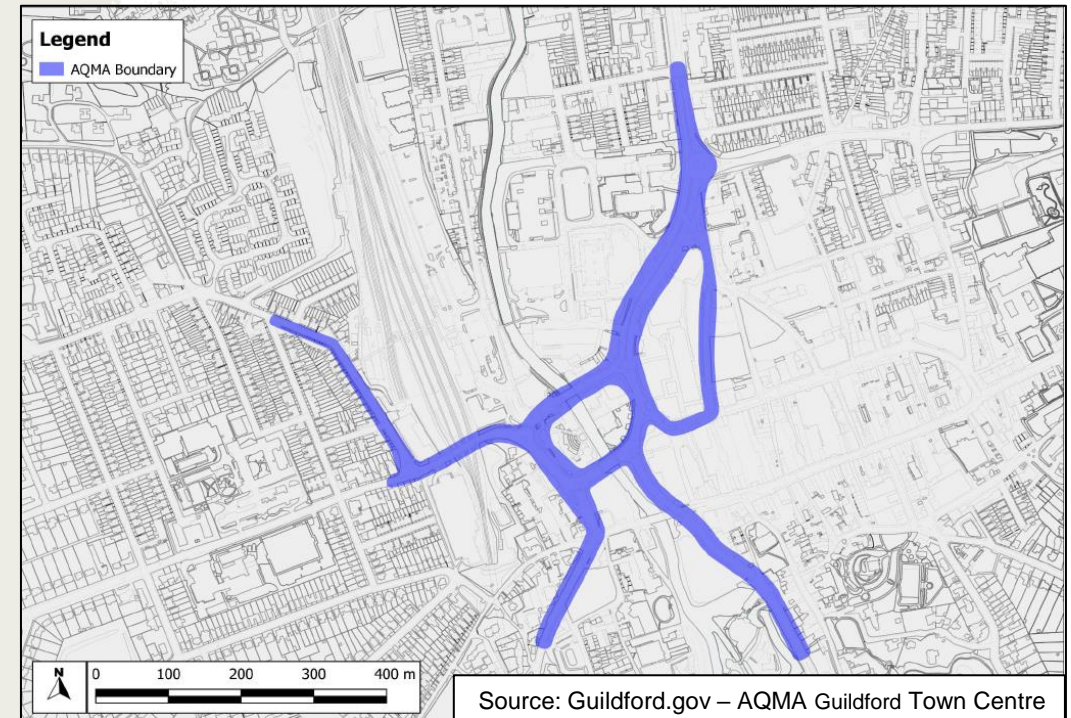 Legend
AQMA Boundary
N
0 100 200 300 400 m
Source: Guildford.gov – AQMA Guildford Town Centre